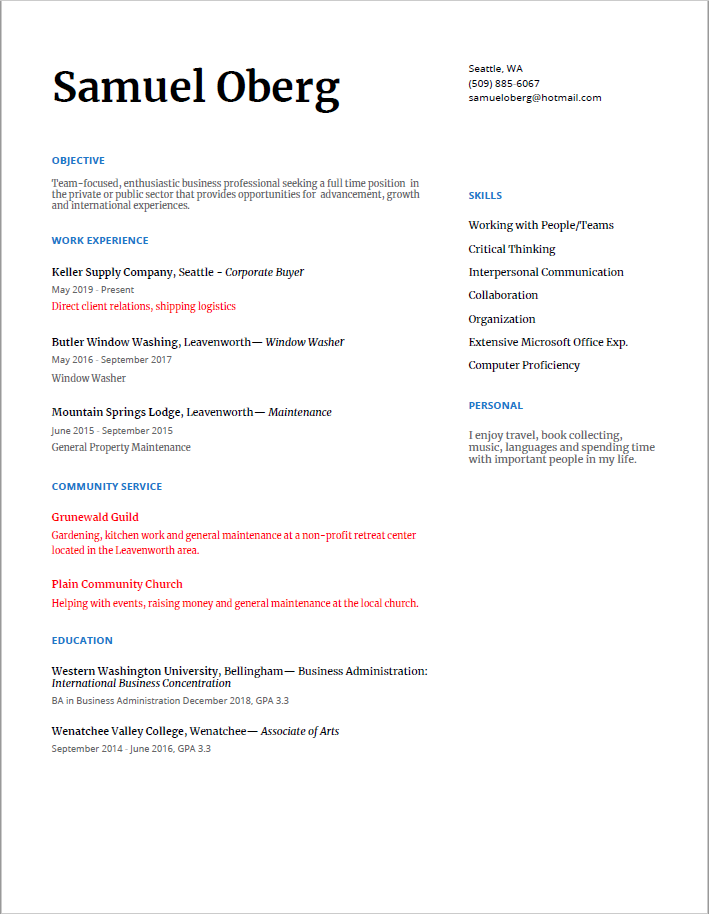 Samuel Oberg
Seattle, WA
(509) 885-6067
samueloberg@hotmail.com
OBJECTIVE
Team-focused, enthusiastic business professional seeking a full time position in
the private or public sector that provides opportunities for advancement, growth
and international experiences.
WORK EXPERIENCE
Keller Supply Company, Seattle - Corporate Buyer
May 2019 - Present
Direct client relations, shipping logistics
Butler Window Washing, Leavenworth— Window Washer
May 2016 - September 2017
Window Washer
Mountain Springs Lodge, Leavenworth— Maintenance
June 2015 - September 2015
General Property Maintenance
COMMUNITY SERVICE
Grunewald Guild
Gardening, kitchen work and general maintenance at a non-profit retreat center
located in the Leavenworth area.
Plain Community Church
Helping with events, raising money and general maintenance at the local church.
EDUCATION
Western Washington University, Bellingham— Business Administration:
International Business Concentration
BA in Business Administration December 2018, GPA 3.3
Wenatchee Valley College, Wenatchee— Associate of Arts
September 2014 - June 2016, GPA 3.3
SKILLS
Working with People/Teams
Critical Thinking
Interpersonal Communication
Collaboration
Organization
Extensive Microsoft Office Exp.
Computer Proficiency
PERSONAL
I enjoy travel, book collecting,
music, languages and spending time
with important people in my life.